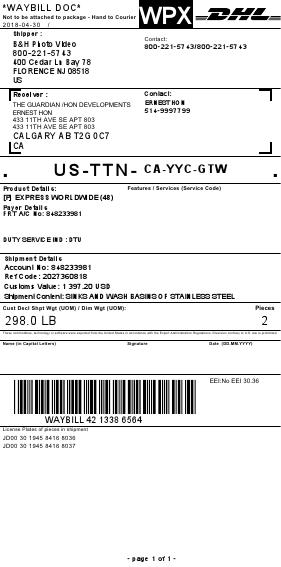 *WAYBILL DOC*
Not to be attached to package - Hand to Courier
2018-04-30 /
WPX
DHL
Shipper :
B&H Photo Video
800-221-5743
400 Cedar Ln Bay 78
FLORENCE NJ 08518
US
Contact:
800-221-5743/800-221-5743
Receiver :
THE GUARDIAN /HON DEVELOPMENTS
ERNEST HON
433 11TH AVE SE APT 803
433 11TH AVE SE APT 803
CALGARY AB T2G 0C7
CA
Contact:
ERNEST HON
514-9997799
US-TTN- CA-YYC-GTW
Product Details:
[P] EXPRESS WORLDWIDE (48)
Features / Services (Service Code)
Payer Details
FRT A/C No: 848233981
DUTY SERVICE IND : DTU
Shipment Details
Account No: 848233981
Ref Code: 2027360818
Customs Value: 1 397.20 USD
Shipment Content: SINKS AND WASH BASINS OF STAINLESS STEEL
Cust Decl Shpt Wgt (UOM) / Dim Wgt (UOM):
Pieces
298.0 LB
2
Name (in Capital Letters)
Signature
Date (DD.MM.YYYY)
EEI:No EEI 30.36
WAYBILL 42 1338 6564
License Plates of pieces in shipment
JD00 30 1945 8416 8036
JD00 30 1945 8416 8037
- page 1 of 1 -